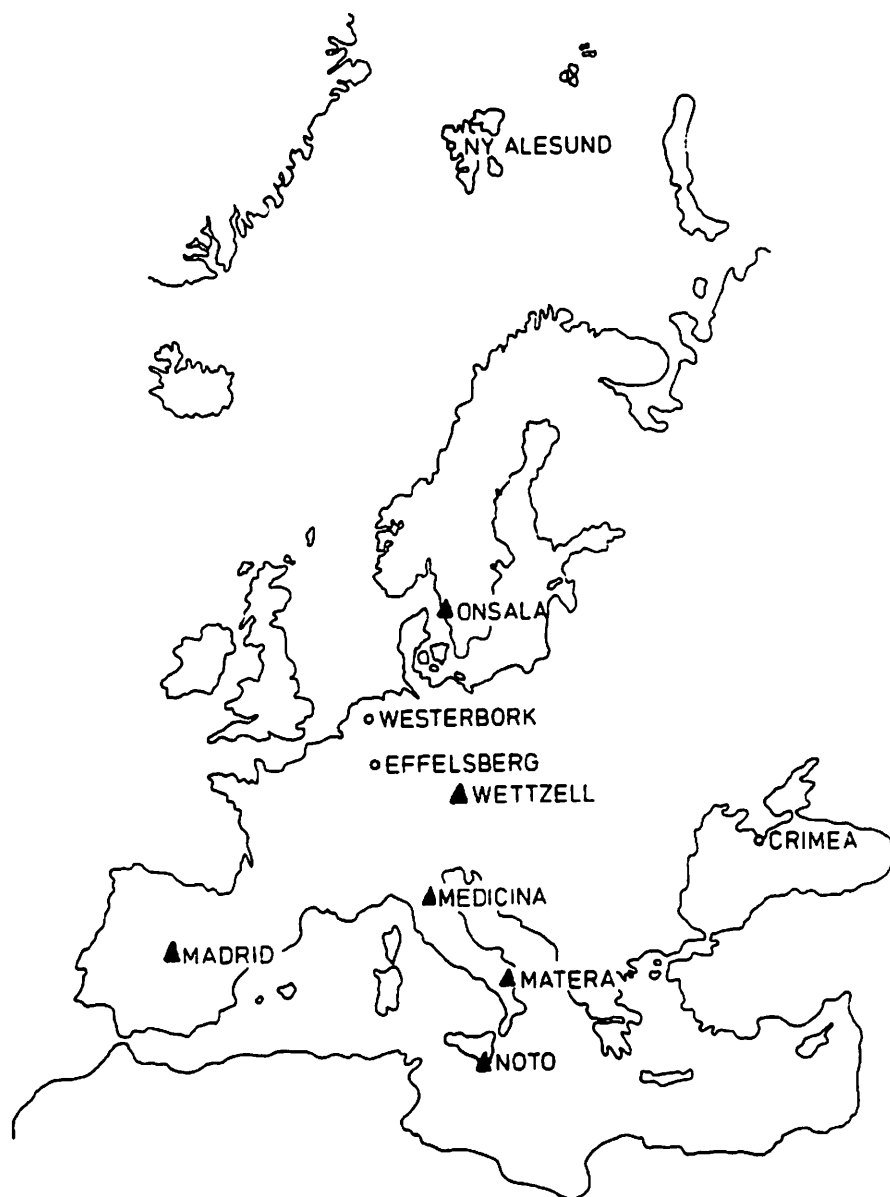 NY ALESUND
ONSALA
WESTERBORK
EFFELSBERG
WETTZELL
CRIMEA
MEDICINA
MADRID
MATERA
NOTO